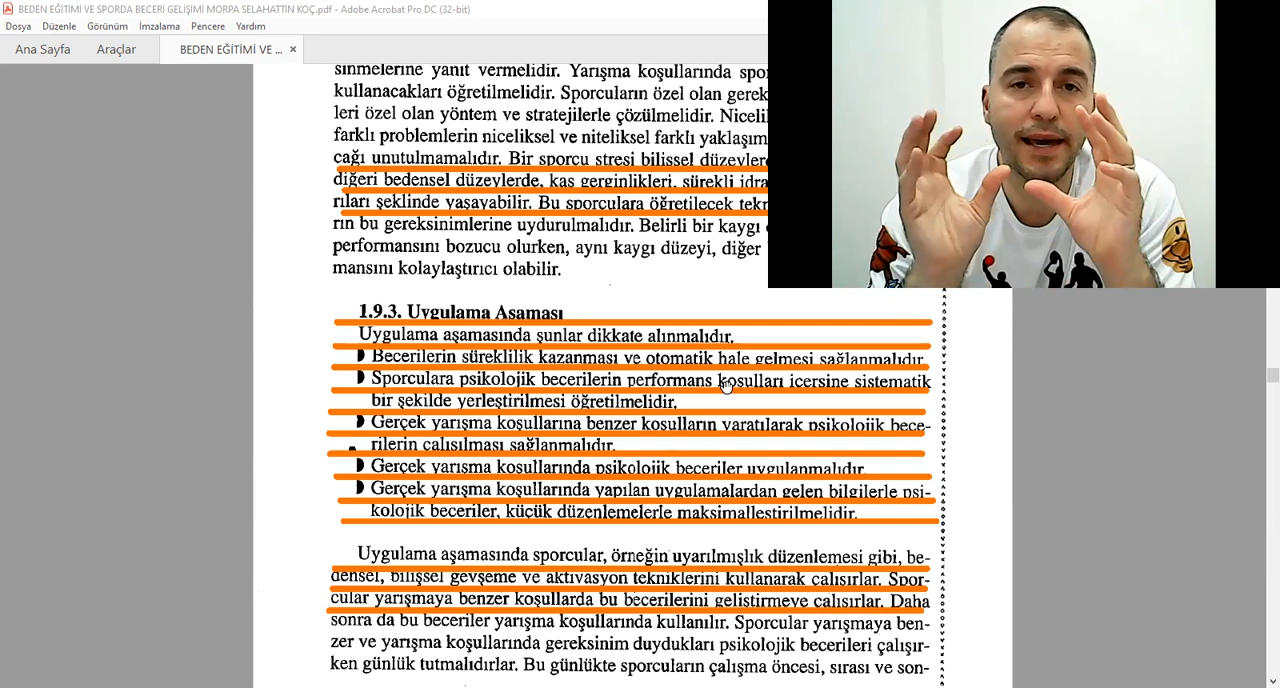 BEDEN EĞİTİMİ VE SPORDA BECERİ GELİŞİMİ MORPA SELAHATTİN KOÇ.pdf - Adobe Acrobat Pro DC (32-bit)
Dosya Düzenle Görünüm İmzalama Pencere Yardım
Ana Sayfa Araçlar BEDEN EĞİTİMİ VE ... ×
sinmelerine yanıt vermelidir. Yarışma koşullarında
kullanacakları öğretilmelidir. Sporcuların özel olan
leri özel olan yöntem ve stratejilerle çözülmelidir.
farklı problemlerin niceliksel ve niteliksel farklı
cağı unutulmamalıdır. Bir sporcu stresi bilişsel
diğeri bedensel düzeylerde, kas gerginlikleri, sürekli
rıları şeklinde yaşayabilir. Bu sporculara öğretilecek
rın bu gereksinimlerine uydurulmalıdır. Belirli bir kaygı
performansını bozucu olurken, aynı kaygı düzeyi, diğer
mansını kolaylaştırıcı olabilir.
1.9.3. Uygulama Aşaması
Uygulama aşamasında şunlar dikkate alınmalıdır.
◗ Becerilerin süreklilik kazanması ve otomatik hale gelmesi sağlanmalıdır.
◗ Sporculara psikolojik becerilerin performans koşulları içersine sistematik
bir şekilde yerleştirilmesi öğretilmelidir.
◗ Gerçek yarışma koşullarına benzer koşulların yaratılarak psikolojik bece-
rilerin çalışılması sağlanmalıdır.
◗ Gerçek yarışma koşullarında psikolojik beceriler uygulanmalıdır.
◗ Gerçek yarışma koşullarında yapılan uygulamalardan gelen bilgilerle psi-
kolojik beceriler, küçük düzenlemelerle maksimalleştirilmelidir.
Uygulama aşamasında sporcular, örneğin uyarılmışlık düzenlemesi gibi, be-
densel, bilişsel gevşeme ve aktivasyon tekniklerini kullanarak çalışırlar. Spor-
cular yarışmaya benzer koşullarda bu becerilerini geliştirmeye çalışırlar. Daha
sonra da bu beceriler yarışma koşullarında kullanılır. Sporcular yarışmaya ben-
zer ve yarışma koşullarında gereksinim duydukları psikolojik becerileri çalışır-
ken günlük tutmalıdırlar. Bu günlükte sporcuların çalışma öncesi, sırası ve son-